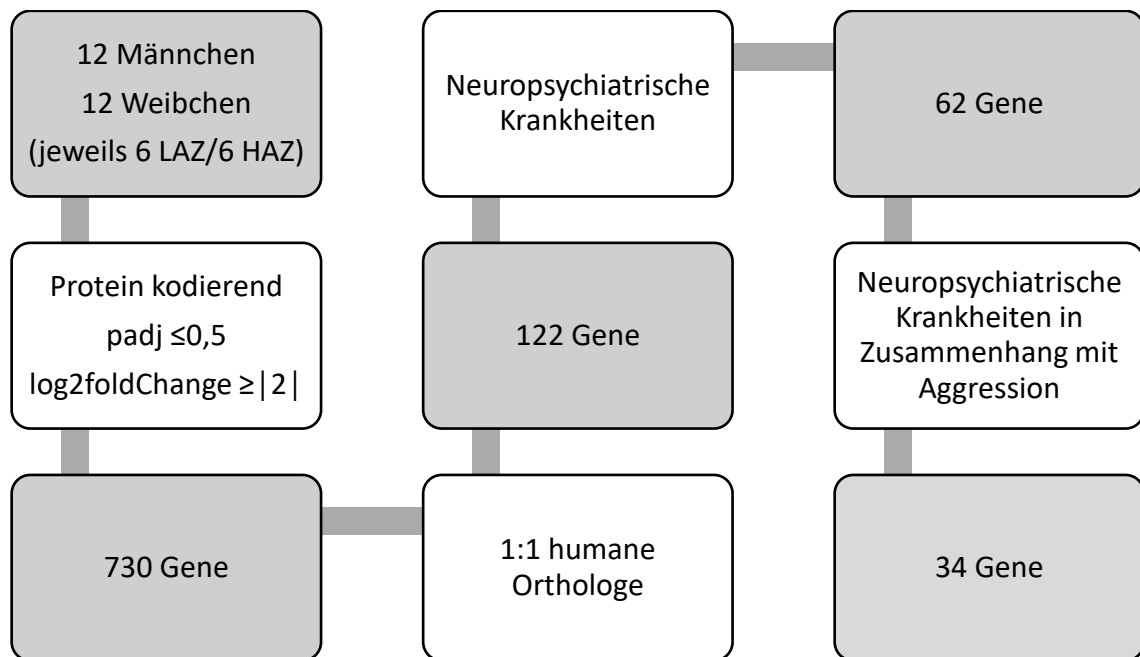 12 Männchen
12 Weibchen
(jeweils 6 LAZ/6 HAZ)
Protein kodierend
padj ≤0,5
log2foldChange ≥|2|
730 Gene
1:1 humane
Orthologe
122 Gene
Neuropsychiatrische
Krankheiten
62 Gene
Neuropsychiatrische
Krankheiten in
Zusammenhang mit
Aggression
34 Gene